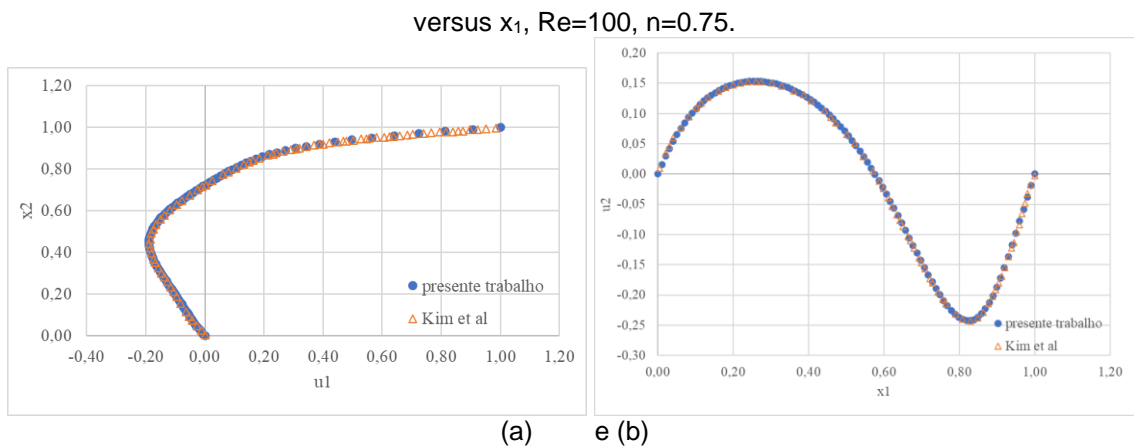 versus x₁, Re=100, n=0.75.
1,20
1,00
0,80
0,60
0,40
0,20
0,00
-0,40 -0,20 0,00 0,20 0,40 0,60 0,80 1,00 1,20
x2
u1
presente trabalho
Kim et al
0,20
0,15
0,10
0,05
0,00
-0,05
-0,10
-0,15
-0,20
-0,25
-0,30
0,00 0,20 0,40 0,60 0,80 1,00 1,20
u2
x1
presente trabalho
Kim et al
(a) e (b)